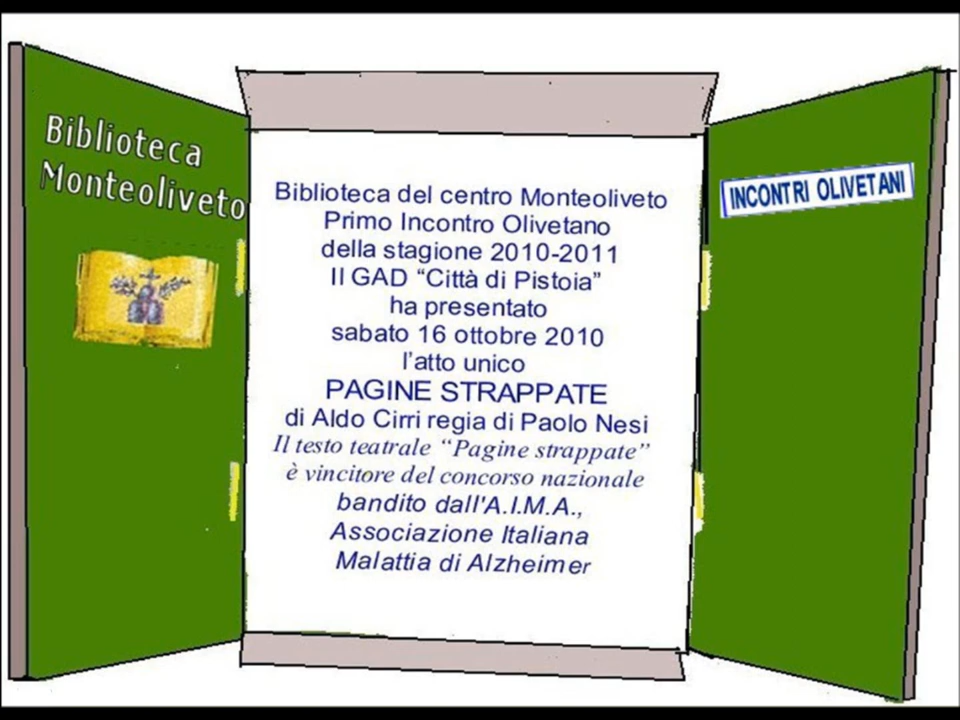 Biblioteca
Monteoliveto
Biblioteca del centro Monteoliveto
Primo Incontro Olivetano
della stagione 2010-2011
Il GAD “Città di Pistoia”
ha presentato
sabato 16 ottobre 2010
l’atto unico
PAGINE STRAPPATE
di Aldo Cirri regia di Paolo Nesi
Il testo teatrale “Pagine strappate”
è vincitore del concorso nazionale
bandito dall'A.I.M.A.,
Associazione Italiana
Malattia di Alzheimer
INCONTRI OLIVETANI